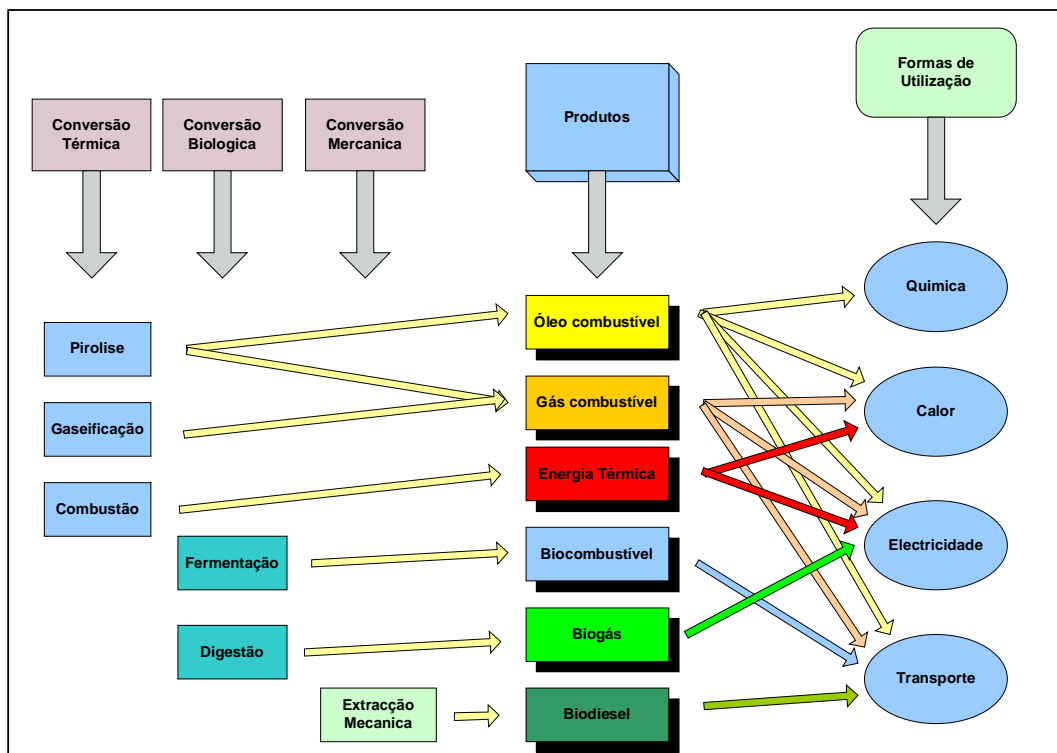 Formas de
Utilização
Produtos
Conversão
Térmica
Conversão
Biologica
Conversão
Mercanica
Quimica
Óleo combustível
Pirolise
Gás combustível
Calor
Gaseificação
Energia Térmica
Combustão
Electricidade
Biocombustível
Fermentação
Biogás
Digestão
Transporte
Extracção
Mecanica
Biodiesel